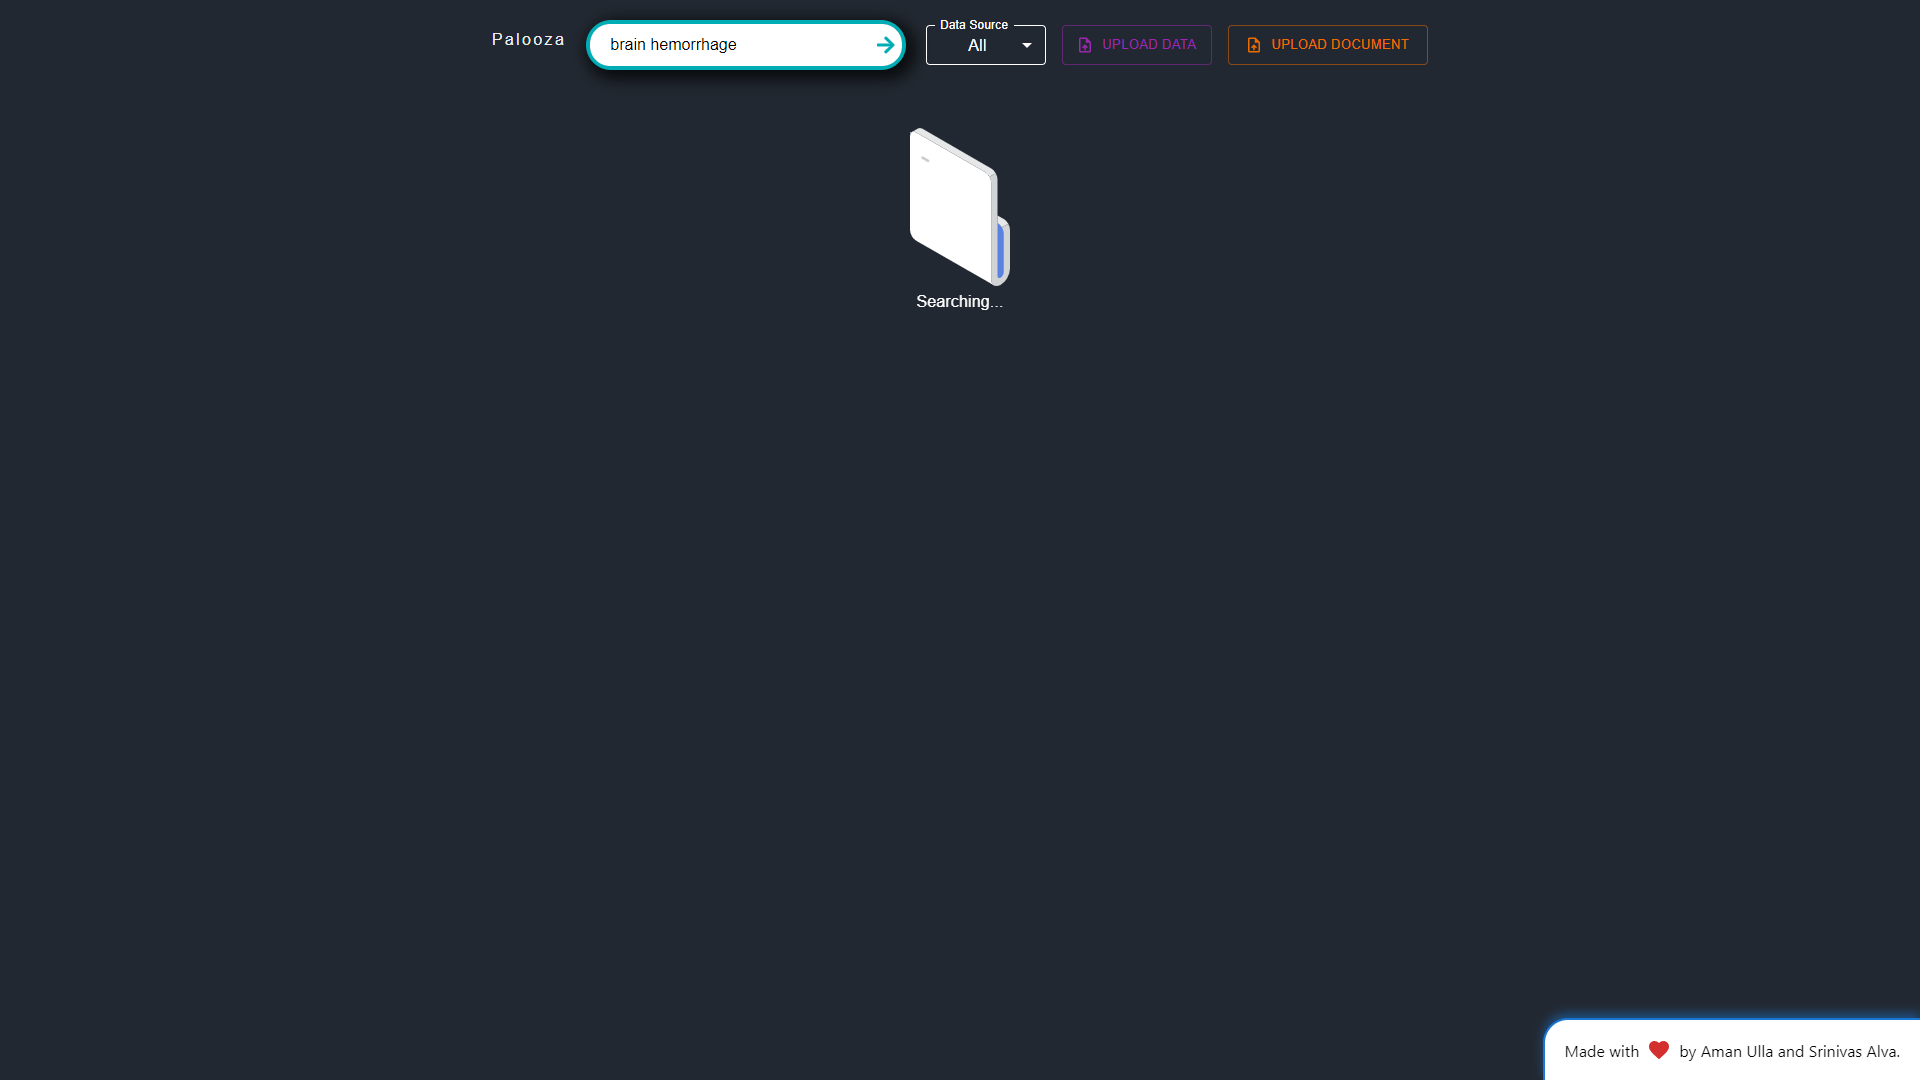 Palooza
brain hemorrhage
Data Source
All
UPLOAD DATA
UPLOAD DOCUMENT
Searching...
Made with by Aman Ulla and Srinivas Alva.